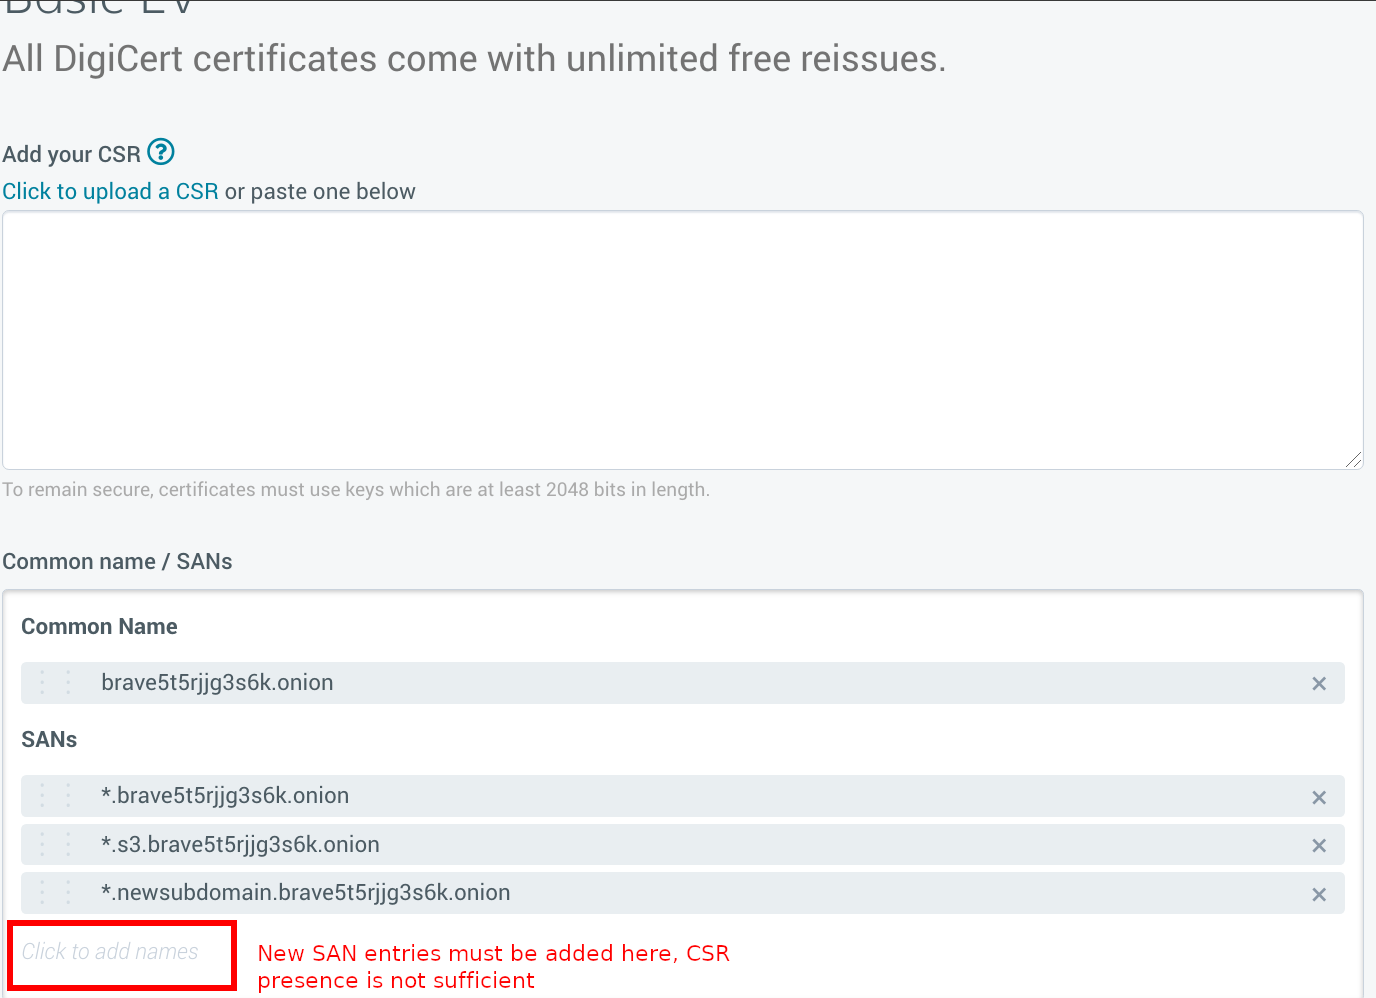 Basic EV
All DigiCert certificates come with unlimited free reissues.
Add your CSR ?
Click to upload a CSR or paste one below
To remain secure, certificates must use keys which are at least 2048 bits in length.
Common name / SANs
Common Name
brave5t5rjjg3s6k.onion
SANs
*.brave5t5rjjg3s6k.onion
*.s3.brave5t5rjjg3s6k.onion
*.newsubdomain.brave5t5rjjg3s6k.onion
Click to add names
New SAN entries must be added here, CSR
presence is not sufficient